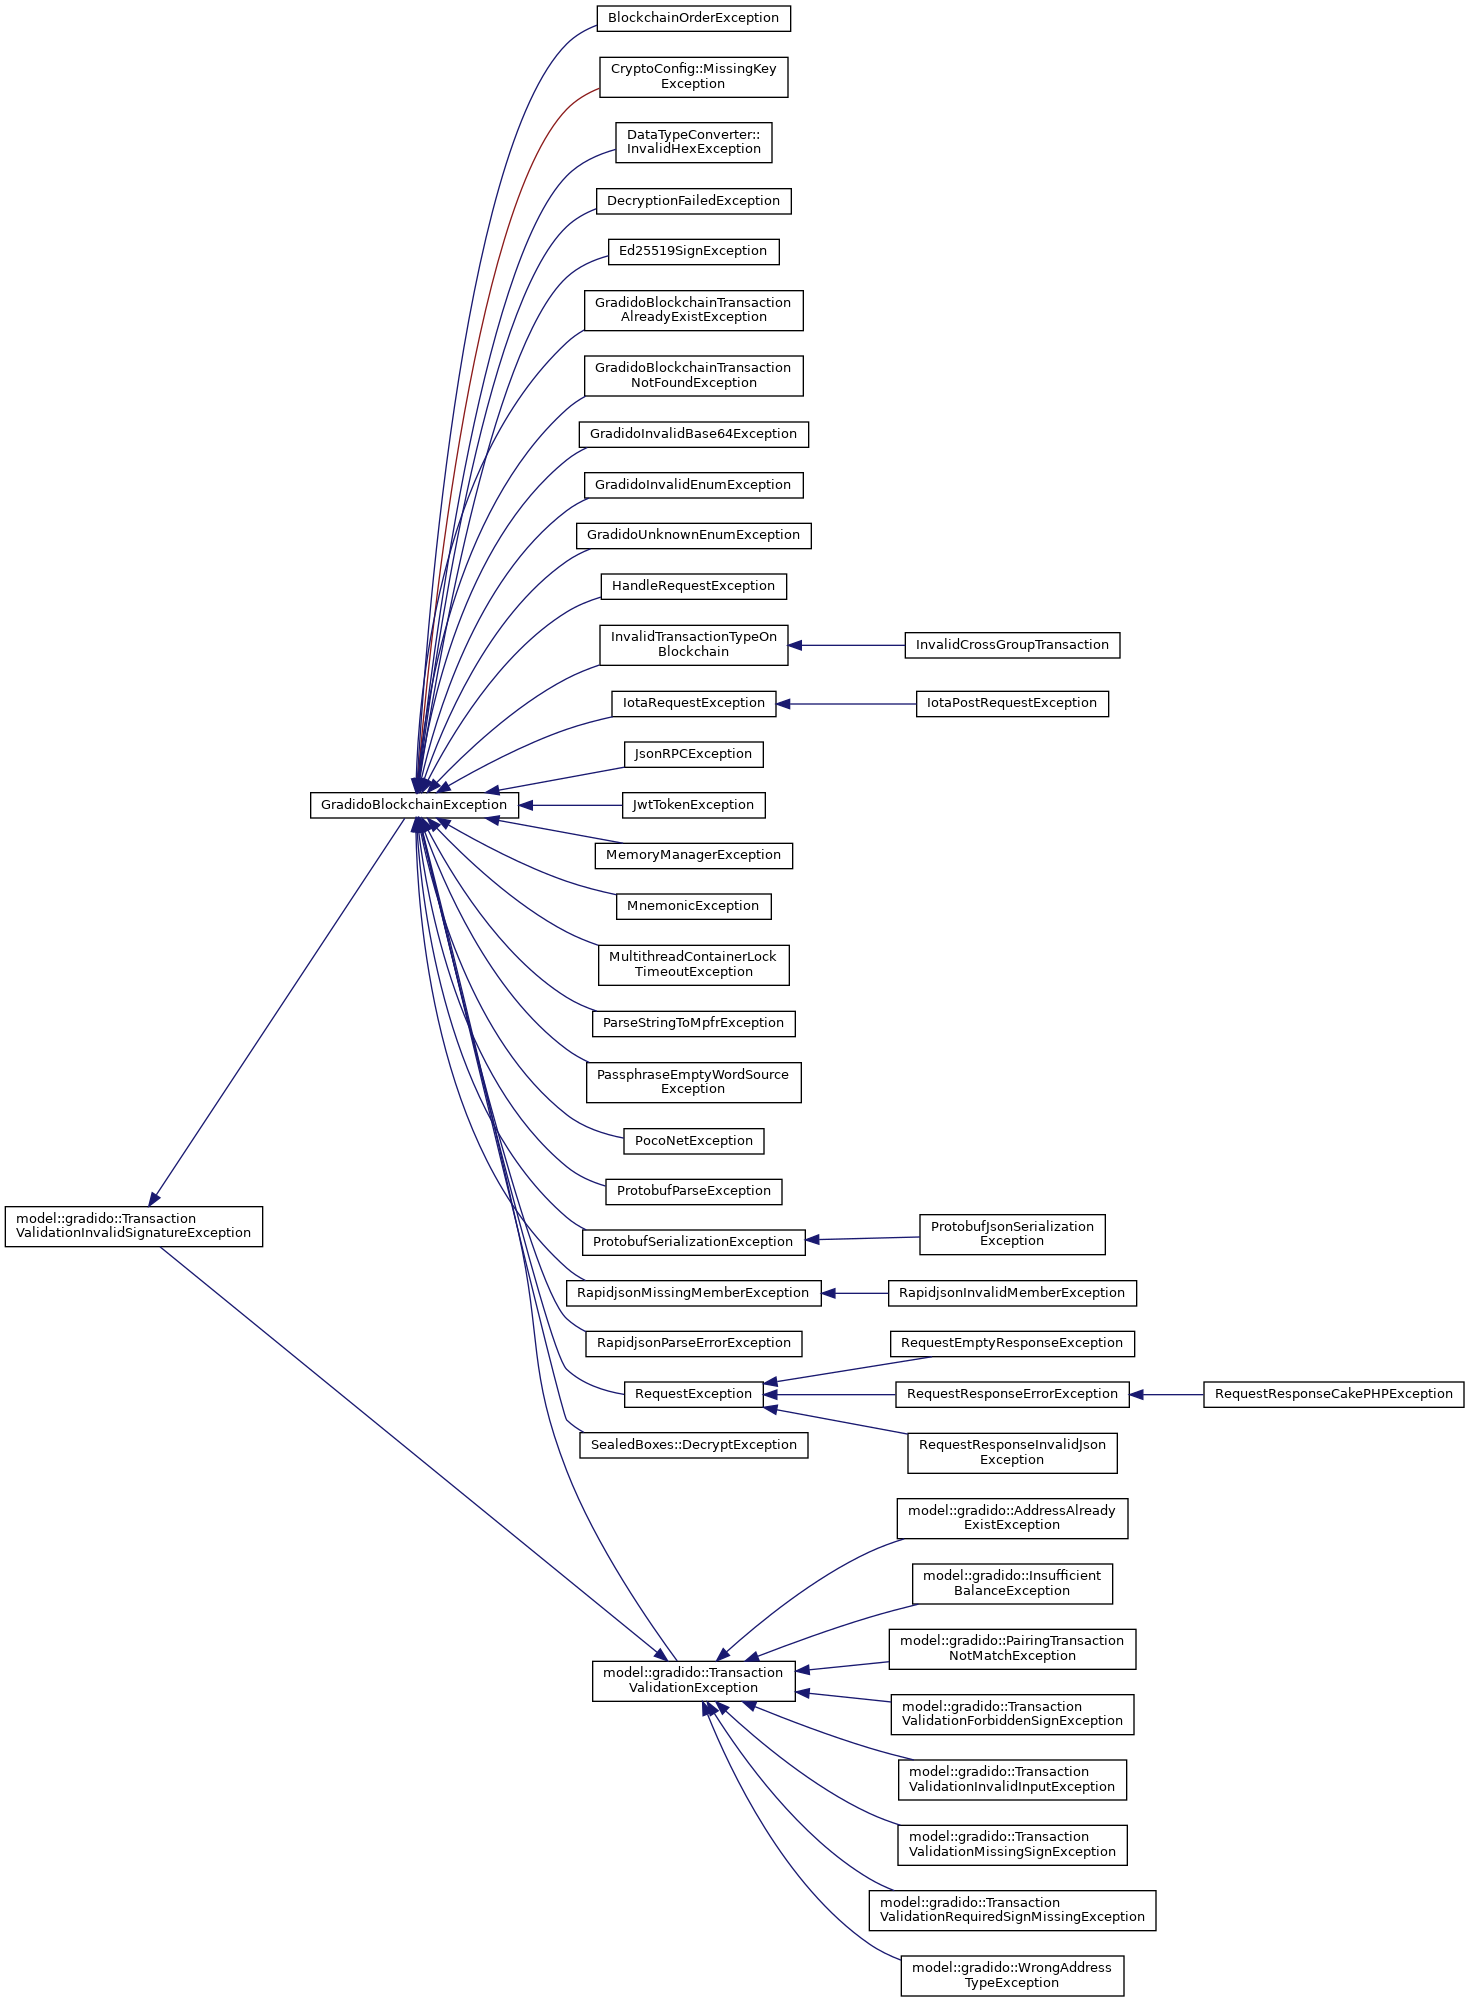 BlockchainOrderException
CryptoConfig::MissingKey
Exception
DataTypeConverter::
InvalidHexException
DecryptionFailedException
Ed25519SignException
GradidoBlockchainTransaction
AlreadyExistException
GradidoBlockchainTransaction
NotFoundException
GradidoInvalidBase64Exception
GradidoInvalidEnumException
GradidoUnknownEnumException
HandleRequestException
InvalidTransactionTypeOn
Blockchain
InvalidCrossGroupTransaction
IotaRequestException
IotaPostRequestException
JsonRPCException
GradidoBlockchainException
JwtTokenException
MemoryManagerException
MnemonicException
MultithreadContainerLock
TimeoutException
ParseStringToMpfrException
PassphraseEmptyWordSource
Exception
PocoNetException
ProtobufParseException
model::gradido::Transaction
ValidationInvalidSignatureException
ProtobufSerializationException
ProtobufJsonSerialization
Exception
RapidjsonMissingMemberException
RapidjsonInvalidMemberException
RapidjsonParseErrorException
RequestEmptyResponseException
RequestException
RequestResponseErrorException
RequestResponseCakePHPException
SealedBoxes::DecryptException
RequestResponseInvalidJson
Exception
model::gradido::AddressAlready
ExistException
model::gradido::Insufficient
BalanceException
model::gradido::PairingTransaction
NotMatchException
model::gradido::Transaction
ValidationException
model::gradido::Transaction
ValidationForbiddenSignException
model::gradido::Transaction
ValidationInvalidInputException
model::gradido::Transaction
ValidationMissingSignException
model::gradido::Transaction
ValidationRequiredSignMissingException
model::gradido::WrongAddress
TypeException